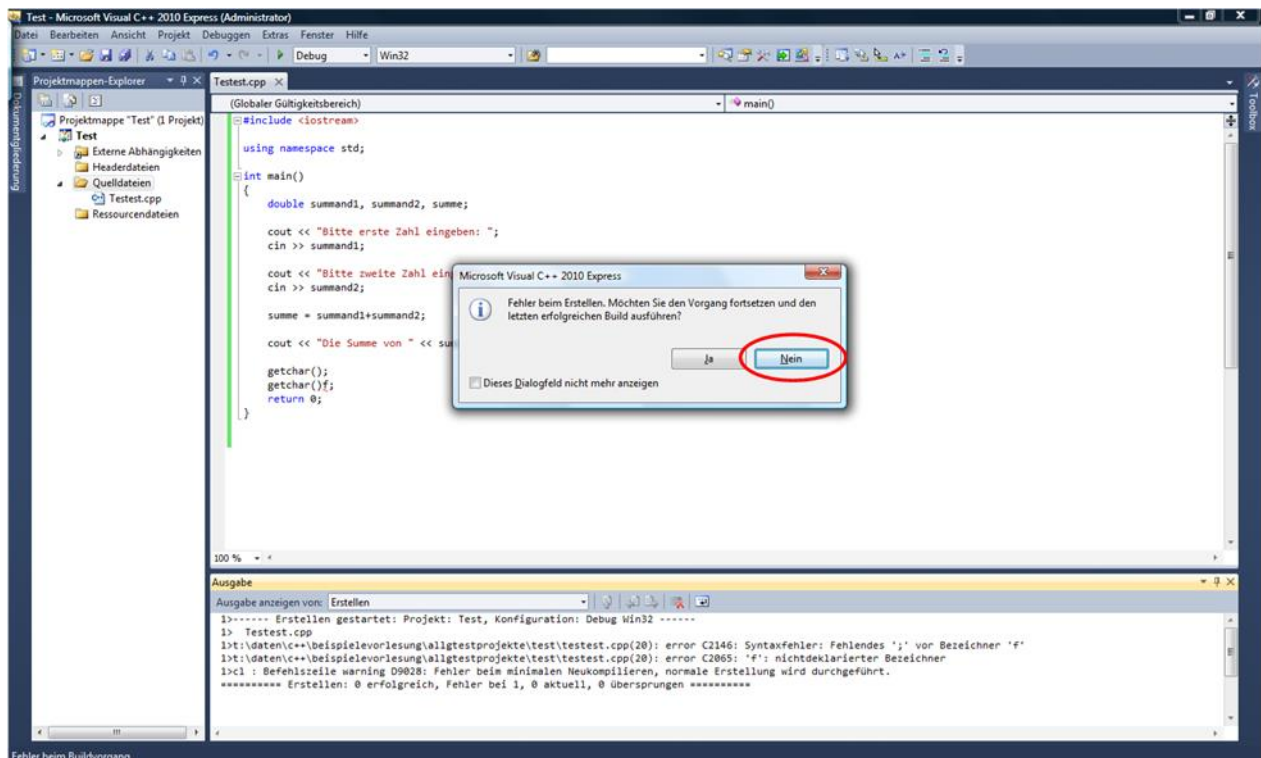 Test - Microsoft Visual C++ 2010 Express (Administrator)
Datei Bearbeiten Ansicht Projekt Debuggen Extras Fenster Hilfe
Debug Win32
Projektmappen-Explorer
Testest.cpp
Dokumentgliederung
Toolbox
(Globaler Gültigkeitsbereich) main()
Projektmappe "Test" (1 Projekt)
Test
Externe Abhängigkeiten
Headerdateien
Quelldateien
Testest.cpp
Ressourcendateien
#include <iostream>
using namespace std;
int main()
{
double summand1, summand2, summe;
cout << "Bitte erste Zahl eingeben: ";
cin >> summand1;
cout << "Bitte zweite Zahl ein
cin >> summand2;
summe = summand1+summand2;
cout << "Die Summe von " << su
getchar();
getchar()f;
return 0;
}
Microsoft Visual C++ 2010 Express
Fehler beim Erstellen. Möchten Sie den Vorgang fortsetzen und den
letzten erfolgreichen Build ausführen?
Ja Nein
Dieses Dialogfeld nicht mehr anzeigen
100 %
Ausgabe
Ausgabe anzeigen von: Erstellen
1>------ Erstellen gestartet: Projekt: Test, Konfiguration: Debug Win32 ------
1> Testest.cpp
1>t:\daten\c++\beispielevorlesung\allgtestprojekte\test\testest.cpp(20): error C2146: Syntaxfehler: Fehlendes ';' vor Bezeichner 'f'
1>t:\daten\c++\beispielevorlesung\allgtestprojekte\test\testest.cpp(20): error C2065: 'f': nichtdeklarierter Bezeichner
1>cl : Befehlszeile warning D9028: Fehler beim minimalen Neukompilieren, normale Erstellung wird durchgeführt.
========== Erstellen: 0 erfolgreich, Fehler bei 1, 0 aktuell, 0 übersprungen ==========
Fehler beim Buildvorgang